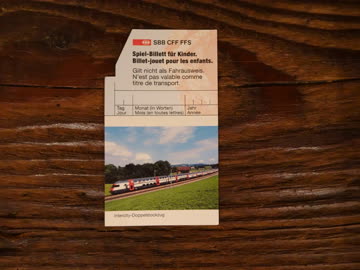 SBB CFF FFS
Spiel-Billett für Kinder.
Billet-jouet pour les enfants.
Gilt nicht als Fahrausweis.
N'est pas valable comme
titre de transport.
Tag Monat (in Worten) Jahr
Jour Mois (en toutes lettres) Année
Intercity-Doppelstockzug